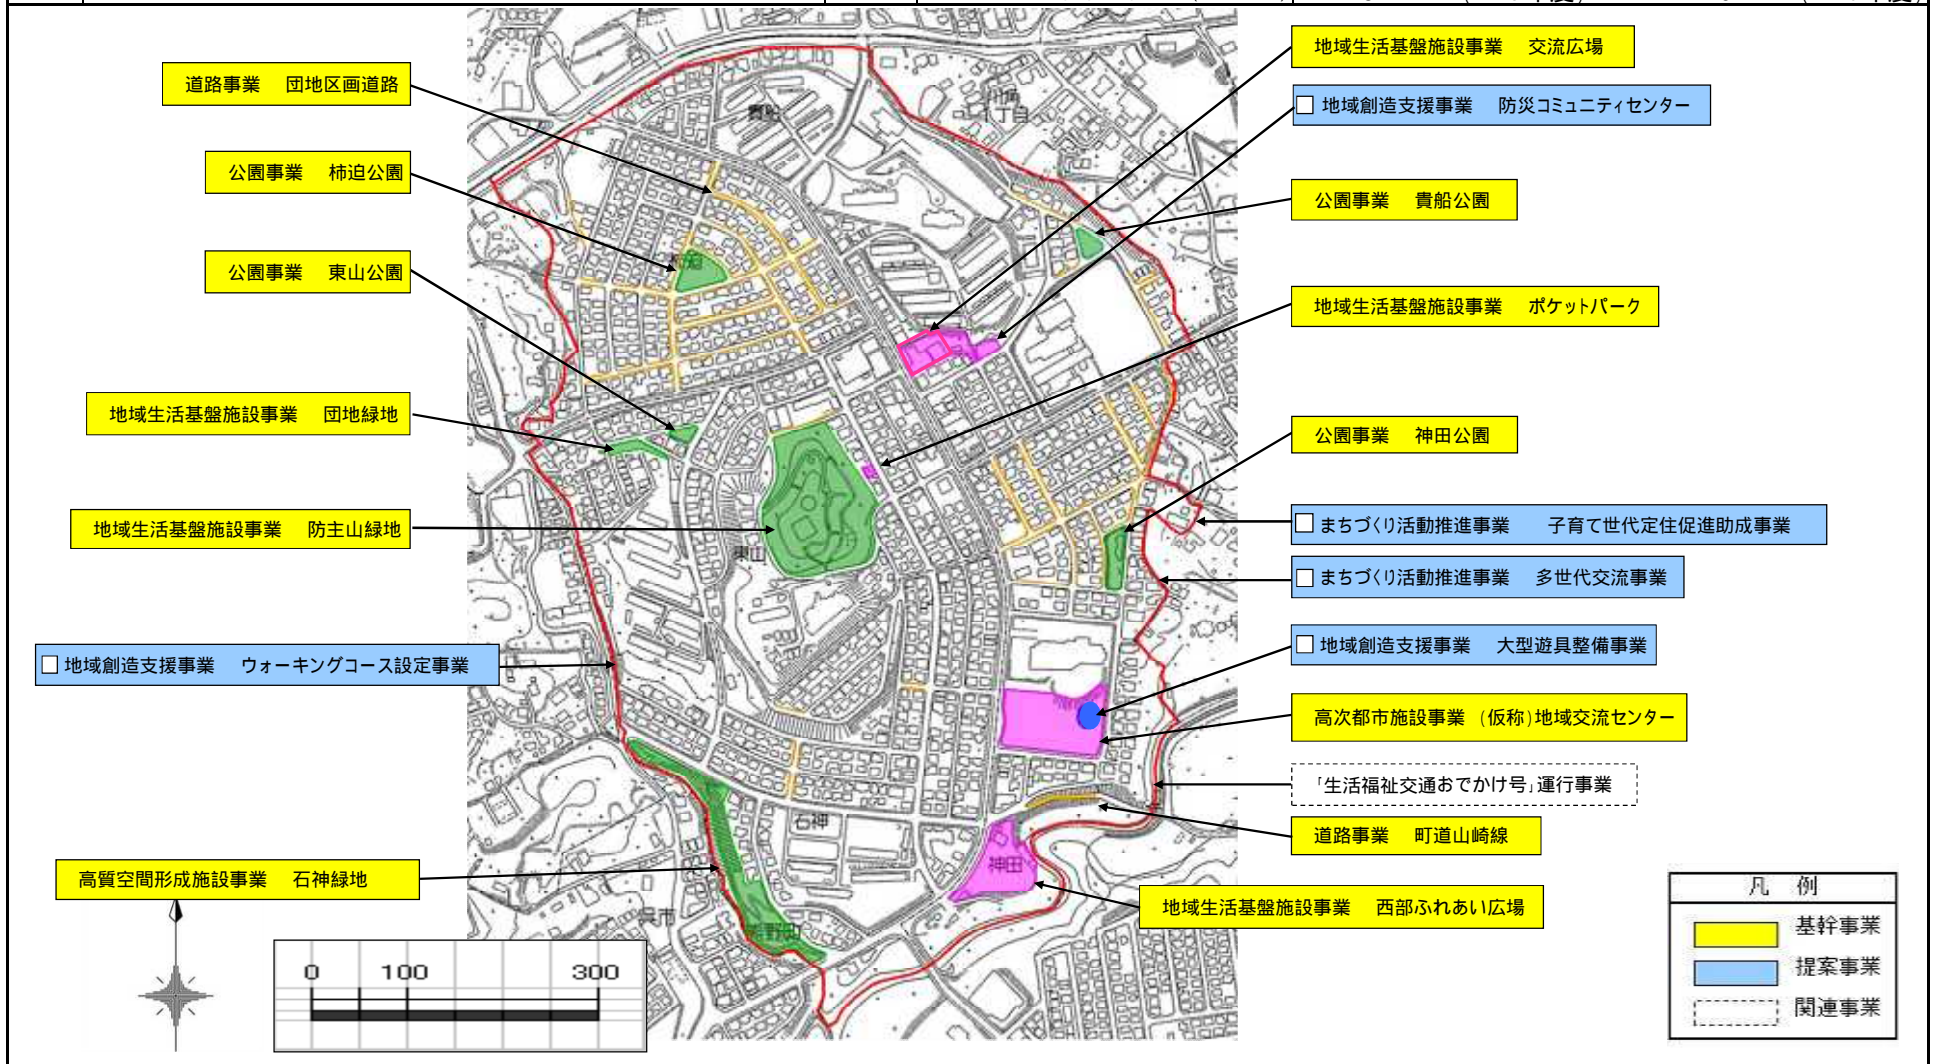 道路事業　団地区画道路
公園事業　柿迫公園
公園事業　東山公園
地域生活基盤施設事業　団地緑地
地域生活基盤施設事業　防主山緑地
□ 地域創造支援事業　ウォーキングコース設定事業
高質空間形成施設事業　石神緑地
地域生活基盤施設事業　交流広場
□ 地域創造支援事業　防災コミュニティセンター
公園事業　貴船公園
地域生活基盤施設事業　ポケットパーク
公園事業　神田公園
□ まちづくり活動推進事業　子育て世代定住促進助成事業
□ まちづくり活動推進事業　多世代交流事業
□ 地域創造支援事業　大型遊具整備事業
高次都市施設事業　(仮称)地域交流センター
「生活福祉交通おでかけ号」運行事業
道路事業　町道山崎線
地域生活基盤施設事業　西部ふれあい広場
貴船
川角
一丁目
柿迫
東山
石神
神田
呉市
熊野町
0 100 300
凡例
基幹事業
提案事業
関連事業